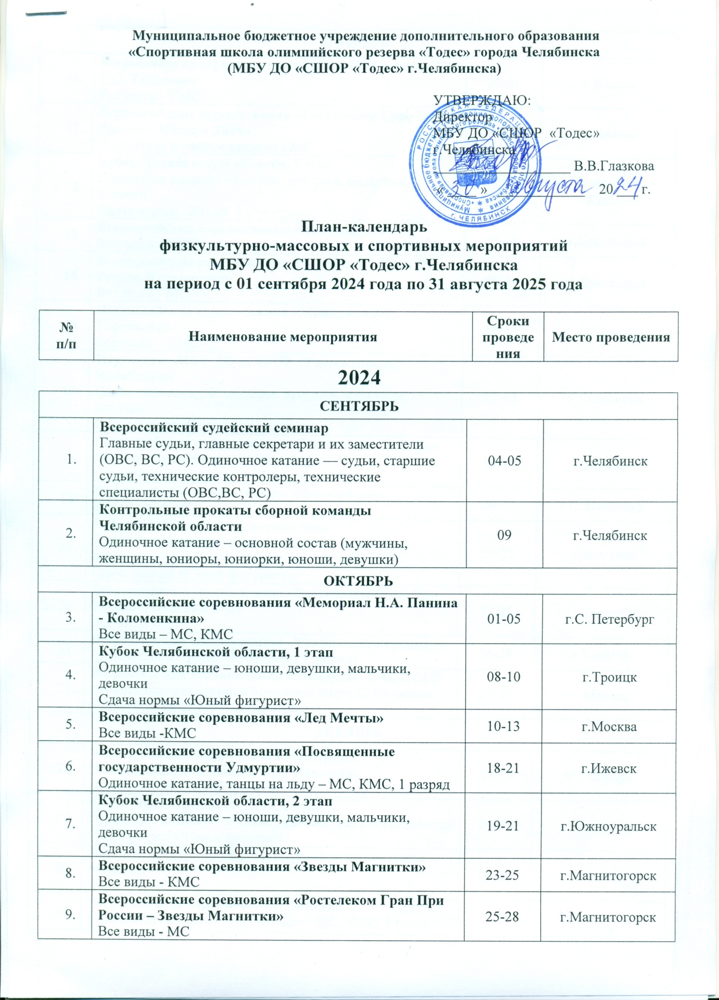 Муниципальное бюджетное учреждение дополнительного образования
«Спортивная школа олимпийского резерва «Тодес» города Челябинска
(МБУ ДО «СШОР «Тодес» г.Челябинска)
УТВЕРЖДАЮ:
Директор
МБУ ДО «СШОР «Тодес»
г.Челябинска
В.В.Глазкова
« 30 » августа 2024 г.
РОССИЙСКАЯ ФЕДЕРАЦИЯ
г. ЧЕЛЯБИНСК
План-календарь
физкультурно-массовых и спортивных мероприятий
МБУ ДО «СШОР «Тодес» г.Челябинска
на период с 01 сентября 2024 года по 31 августа 2025 года
№
п/п
Наименование мероприятия
Сроки
проведе
ния
Место проведения
2024
СЕНТЯБРЬ
1.
Всероссийский судейский семинар
Главные судьи, главные секретари и их заместители
(ОВС, ВС, РС). Одиночное катание — судьи, старшие
судьи, технические контролеры, технические
специалисты (ОВС,ВС, РС)
04-05
г.Челябинск
2.
Контрольные прокаты сборной команды
Челябинской области
Одиночное катание – основной состав (мужчины,
женщины, юниоры, юниорки, юноши, девушки)
09
г.Челябинск
ОКТЯБРЬ
3.
Всероссийские соревнования «Мемориал Н.А. Панина
- Коломенкина»
Все виды – МС, КМС
01-05
г.С. Петербург
4.
Кубок Челябинской области, 1 этап
Одиночное катание – юноши, девушки, мальчики,
девочки
Сдача нормы «Юный фигурист»
08-10
г.Троицк
5.
Всероссийские соревнования «Лед Мечты»
Все виды -КМС
10-13
г.Москва
6.
Всероссийские соревнования «Посвященные
государственности Удмуртии»
Одиночное катание, танцы на льду – МС, КМС, 1 разряд
18-21
г.Ижевск
7.
Кубок Челябинской области, 2 этап
Одиночное катание – юноши, девушки, мальчики,
девочки
Сдача нормы «Юный фигурист»
19-21
г.Южноуральск
8.
Всероссийские соревнования «Звезды Магнитки»
Все виды - КМС
23-25
г.Магнитогорск
9.
Всероссийские соревнования «Ростелеком Гран При
России – Звезды Магнитки»
Все виды - МС
25-28
г.Магнитогорск